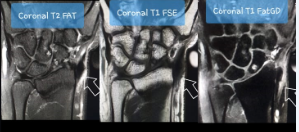 Coronal T2 FAT
Coronal T1 FSE
Coronal T1 FatGD